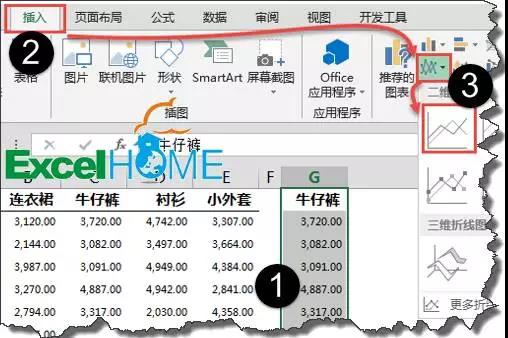 插入 页面布局 公式 数据 审阅 视图 开发工具
2
表格 图片 联机图片 形状 SmartArt 屏幕截图 Office 应用程序 推荐的图表
3
插图 应用程序
牛仔裤
ExcelHOME
B C E F G
连衣裙 牛仔裤 衬衫 小外套 牛仔裤
3,120.00 3,720.00 4,742.00 3,307.00 3,720.00
2,144.00 3,082.00 3,497.00 3,664.00 3,082.00
三维折线图
3,987.00 3,091.00 4,949.00 4,384.00 3,091.00
1
3,270.00 4,887.00 4,942.00 2,841.00 4,887.00
2,794.00 3,317.00 2,030.00 4,358.00 3,317.00
更多折